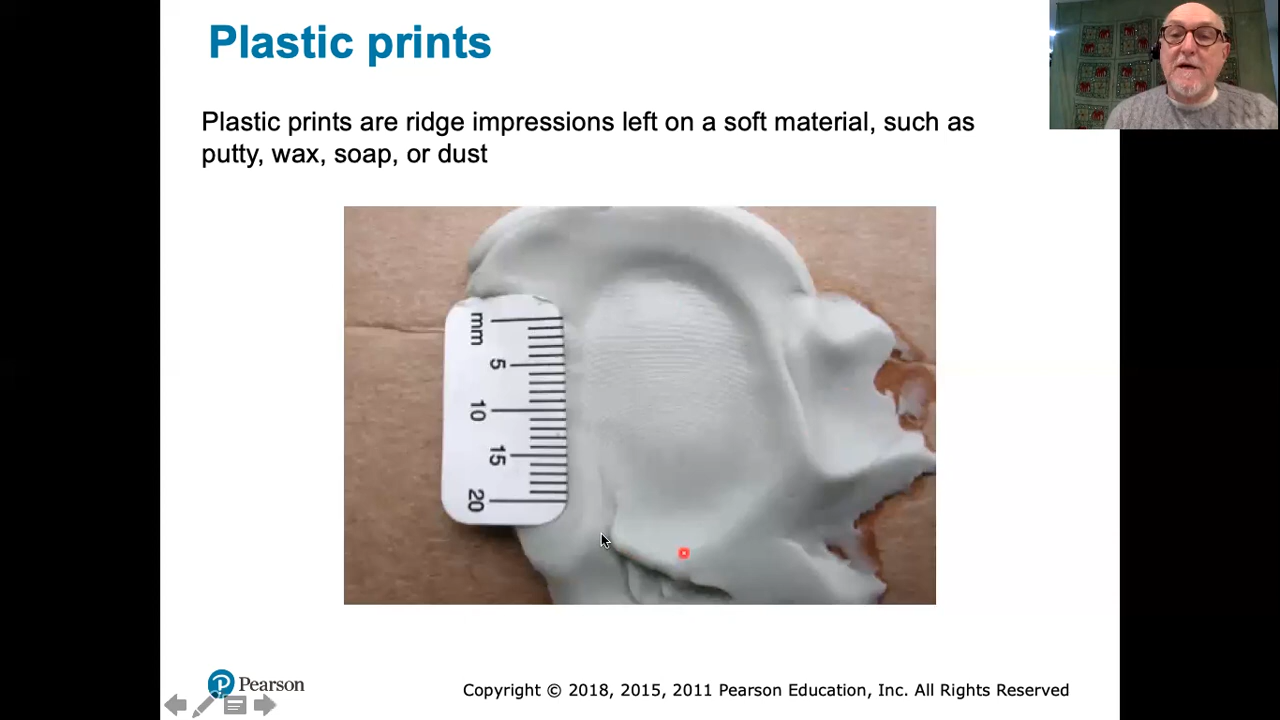 Plastic prints
Plastic prints are ridge impressions left on a soft material, such as
putty, wax, soap, or dust
mm
5
10
15
20
Pearson
Copyright © 2018, 2015, 2011 Pearson Education, Inc. All Rights Reserved